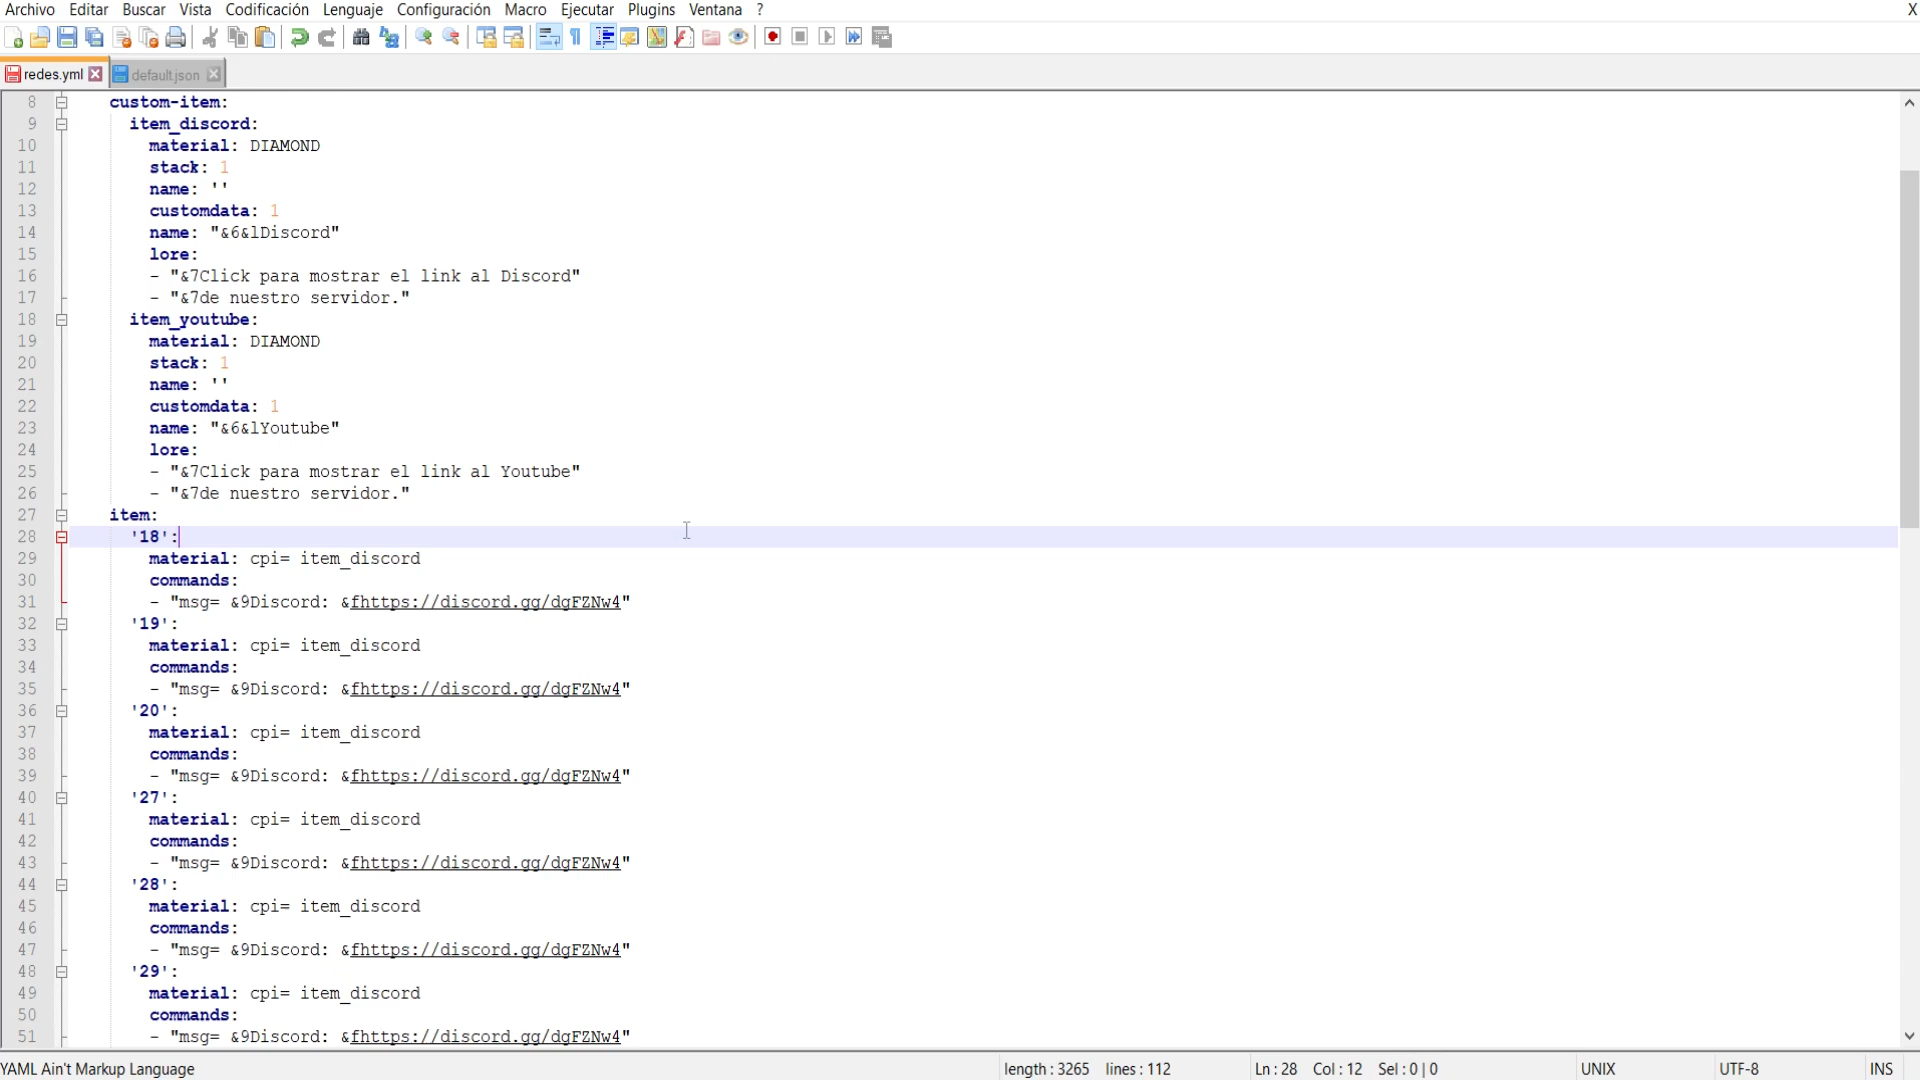 Archivo Editar Buscar Vista Codificación Lenguaje Configuración Macro Ejecutar Plugins Ventana ? X
redes.yml default.json
8 custom-item:
9 item_discord:
10 material: DIAMOND
11 stack: 1
12 name: ''
13 customdata: 1
14 name: "&6&lDiscord"
15 lore:
16 - "&7Click para mostrar el link al Discord"
17 - "&7de nuestro servidor."
18 item_youtube:
19 material: DIAMOND
20 stack: 1
21 name: ''
22 customdata: 1
23 name: "&6&lYoutube"
24 lore:
25 - "&7Click para mostrar el link al Youtube"
26 - "&7de nuestro servidor."
27 item:
28 '18':
29 material: cpi= item_discord
30 commands:
31 - "msg= &9Discord: &fhttps://discord.gg/dgFZNw4"
32 '19':
33 material: cpi= item_discord
34 commands:
35 - "msg= &9Discord: &fhttps://discord.gg/dgFZNw4"
36 '20':
37 material: cpi= item_discord
38 commands:
39 - "msg= &9Discord: &fhttps://discord.gg/dgFZNw4"
40 '27':
41 material: cpi= item_discord
42 commands:
43 - "msg= &9Discord: &fhttps://discord.gg/dgFZNw4"
44 '28':
45 material: cpi= item_discord
46 commands:
47 - "msg= &9Discord: &fhttps://discord.gg/dgFZNw4"
48 '29':
49 material: cpi= item_discord
50 commands:
51 - "msg= &9Discord: &fhttps://discord.gg/dgFZNw4"
YAML Ain't Markup Language length : 3265 lines : 112 Ln : 28 Col : 12 Sel : 0 | 0 UNIX UTF-8 INS